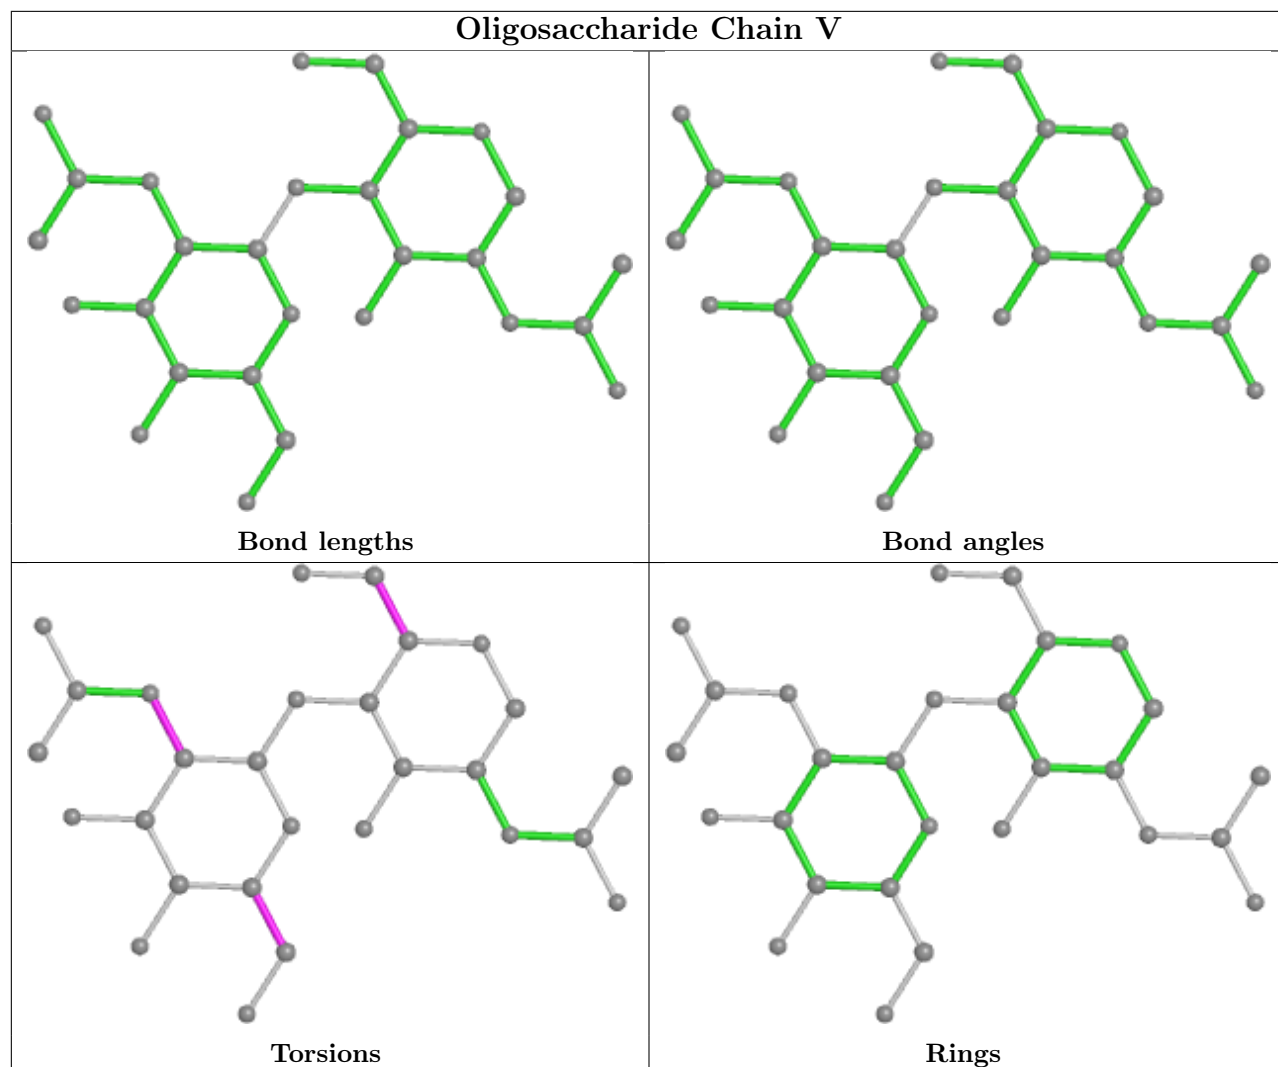 Oligosaccharide Chain V
Bond lengths
Bond angles
Torsions
Rings